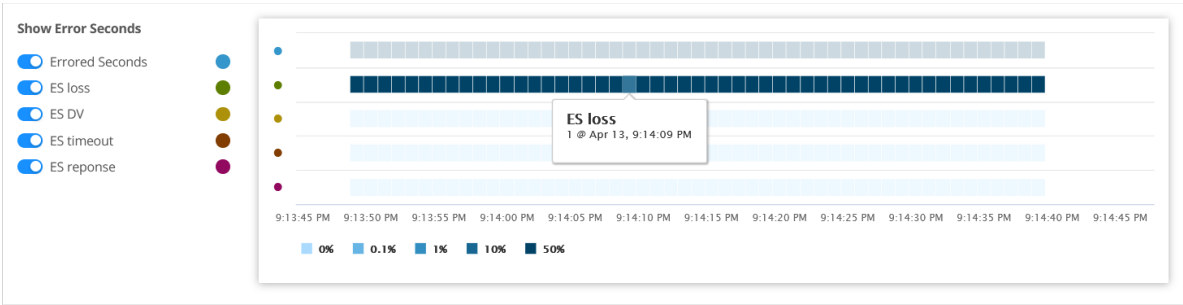 Show Error Seconds
Errored Seconds
ES loss
ES DV
ES timeout
ES reponse
ES loss
1 @ Apr 13, 9:14:09 PM
9:13:45 PM 9:13:50 PM 9:13:55 PM 9:14:00 PM 9:14:05 PM 9:14:10 PM 9:14:15 PM 9:14:20 PM 9:14:25 PM 9:14:30 PM 9:14:35 PM 9:14:40 PM 9:14:45 PM
0% 0.1% 1% 10% 50%